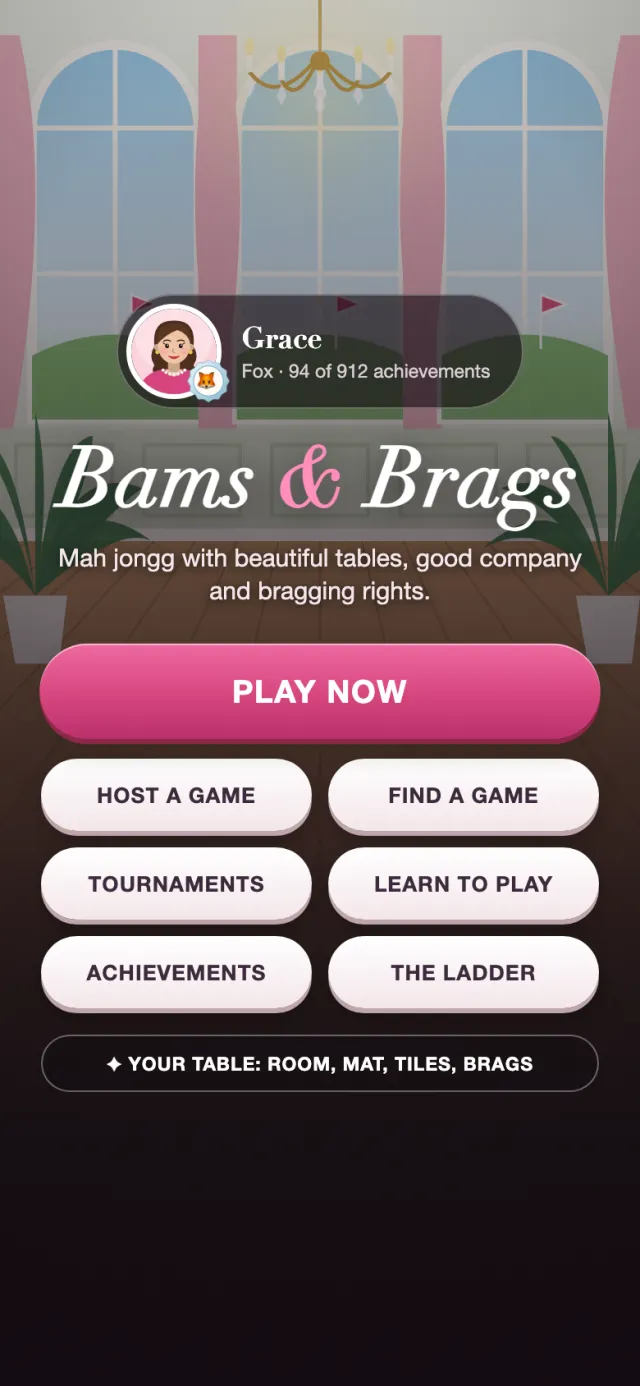 Grace
Fox · 94 of 912 achievements
Bams & Brags
Mah jongg with beautiful tables, good company
and bragging rights.
PLAY NOW
HOST A GAME
FIND A GAME
TOURNAMENTS
LEARN TO PLAY
ACHIEVEMENTS
THE LADDER
✦ YOUR TABLE: ROOM, MAT, TILES, BRAGS